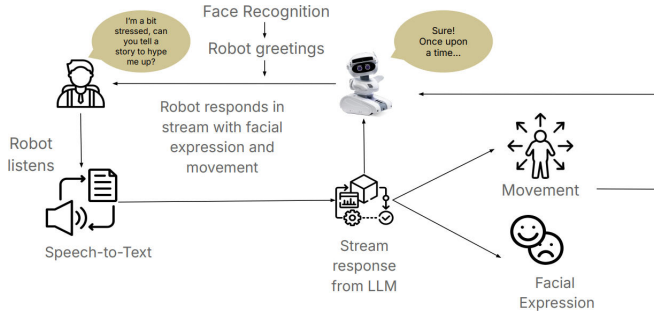 Face Recognition
I'm a bit
stressed, can
you tell a
story to hype
me up?
Robot greetings
Sure!
Once upon
a time...
Robot responds in
stream with facial
expression and
movement
Robot
listens
Speech-to-Text
Stream
response
from LLM
Movement
Facial
Expression